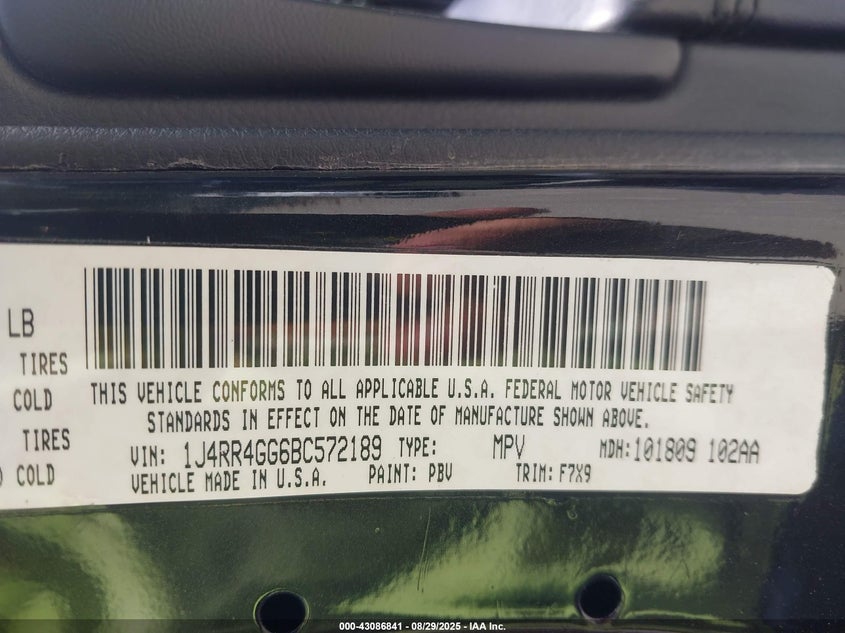 LB
TIRES
COLD
TIRES
) COLD
THIS VEHICLE CONFORMS TO ALL APPLICABLE U.S.A. FEDERAL MOTOR VEHICLE SAFETY
STANDARDS IN EFFECT ON THE DATE OF MANUFACTURE SHOWN ABOVE.
VIN: 1J4RR4GG6BC572189 TYPE: MPV MDH:101809 102AA
VEHICLE MADE IN U.S.A. PAINT: PBV TRIM: F7X9
000-43086841 - 08/29/2025 - IAA Inc.